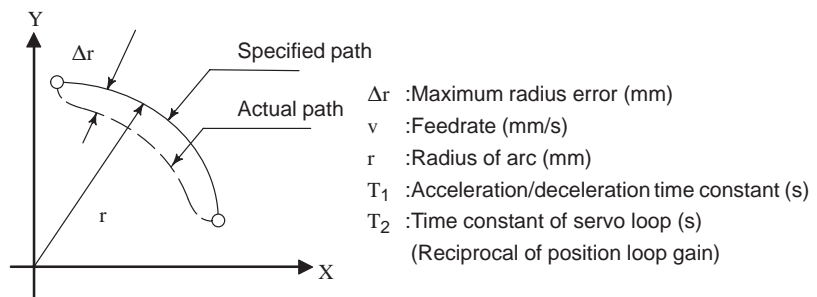 Y
Δr
Specified path
Actual path
r
X
Δr :Maximum radius error (mm)
v :Feedrate (mm/s)
r :Radius of arc (mm)
T1 :Acceleration/deceleration time constant (s)
T2 :Time constant of servo loop (s)
(Reciprocal of position loop gain)